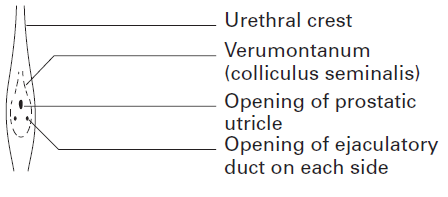 Urethral crest
Verumontanum
(colliculus seminalis)
Opening of prostatic
utricle
Opening of ejaculatory
duct on each side